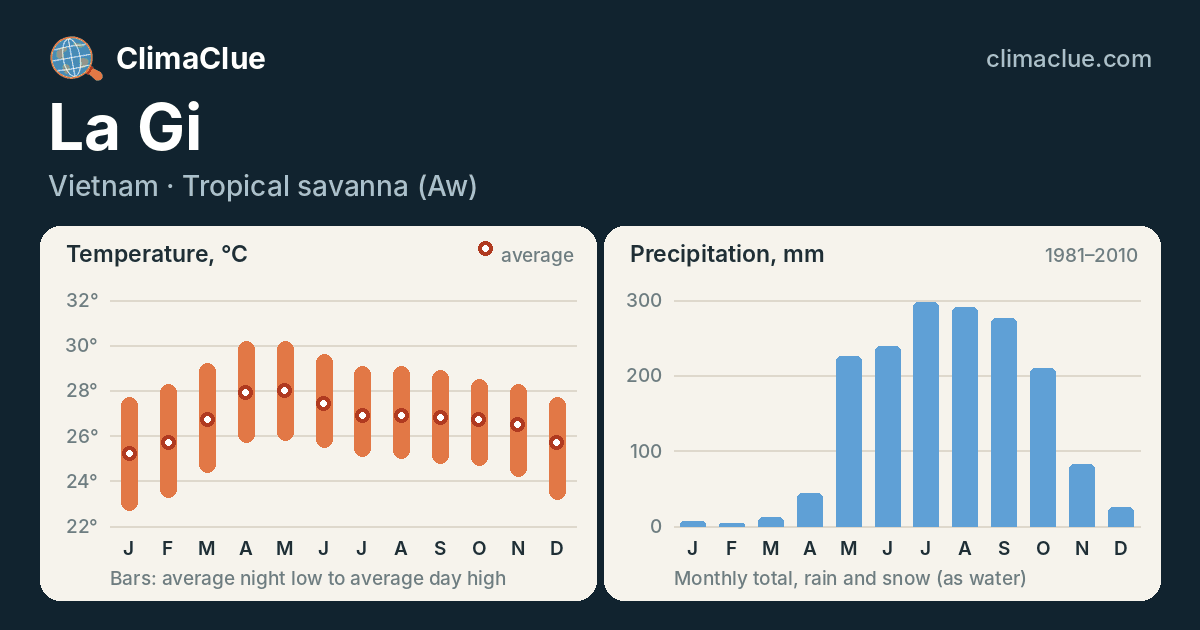 ClimaClue
climaclue.com
La Gi
Vietnam · Tropical savanna (Aw)
Temperature, °C
average
32°
30°
28°
26°
24°
22°
J F M A M J J A S O N D
Bars: average night low to average day high
Precipitation, mm
1981–2010
300
200
100
0
J F M A M J J A S O N D
Monthly total, rain and snow (as water)